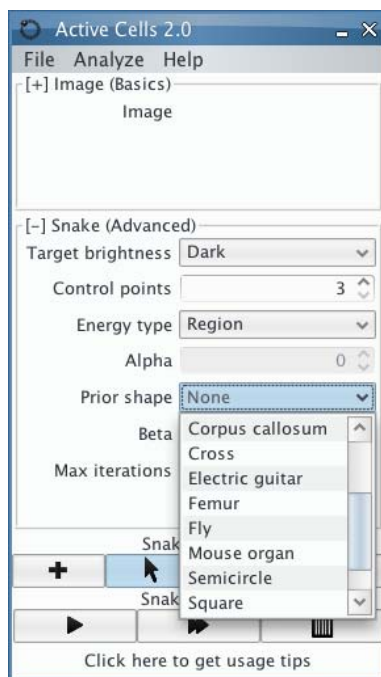 Active Cells 2.0
File Analyze Help
[+] Image (Basics)
Image
[-] Snake (Advanced)
Target brightness Dark
Control points 3
Energy type Region
Alpha 0
Prior shape None
Beta
Max iterations
Corpus callosum
Cross
Electric guitar
Femur
Fly
Mouse organ
Semicircle
Square
Snak
Snak
Click here to get usage tips